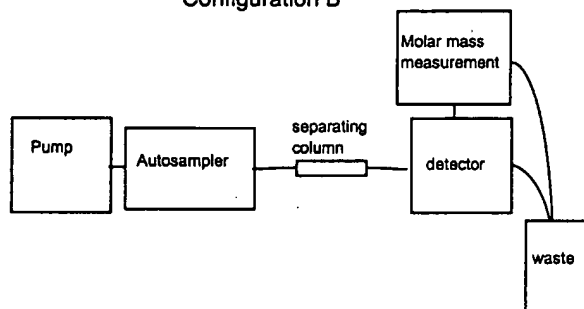 Configuration B
Molar mass
measurement
Pump
Autosampler
separating
column
detector
waste